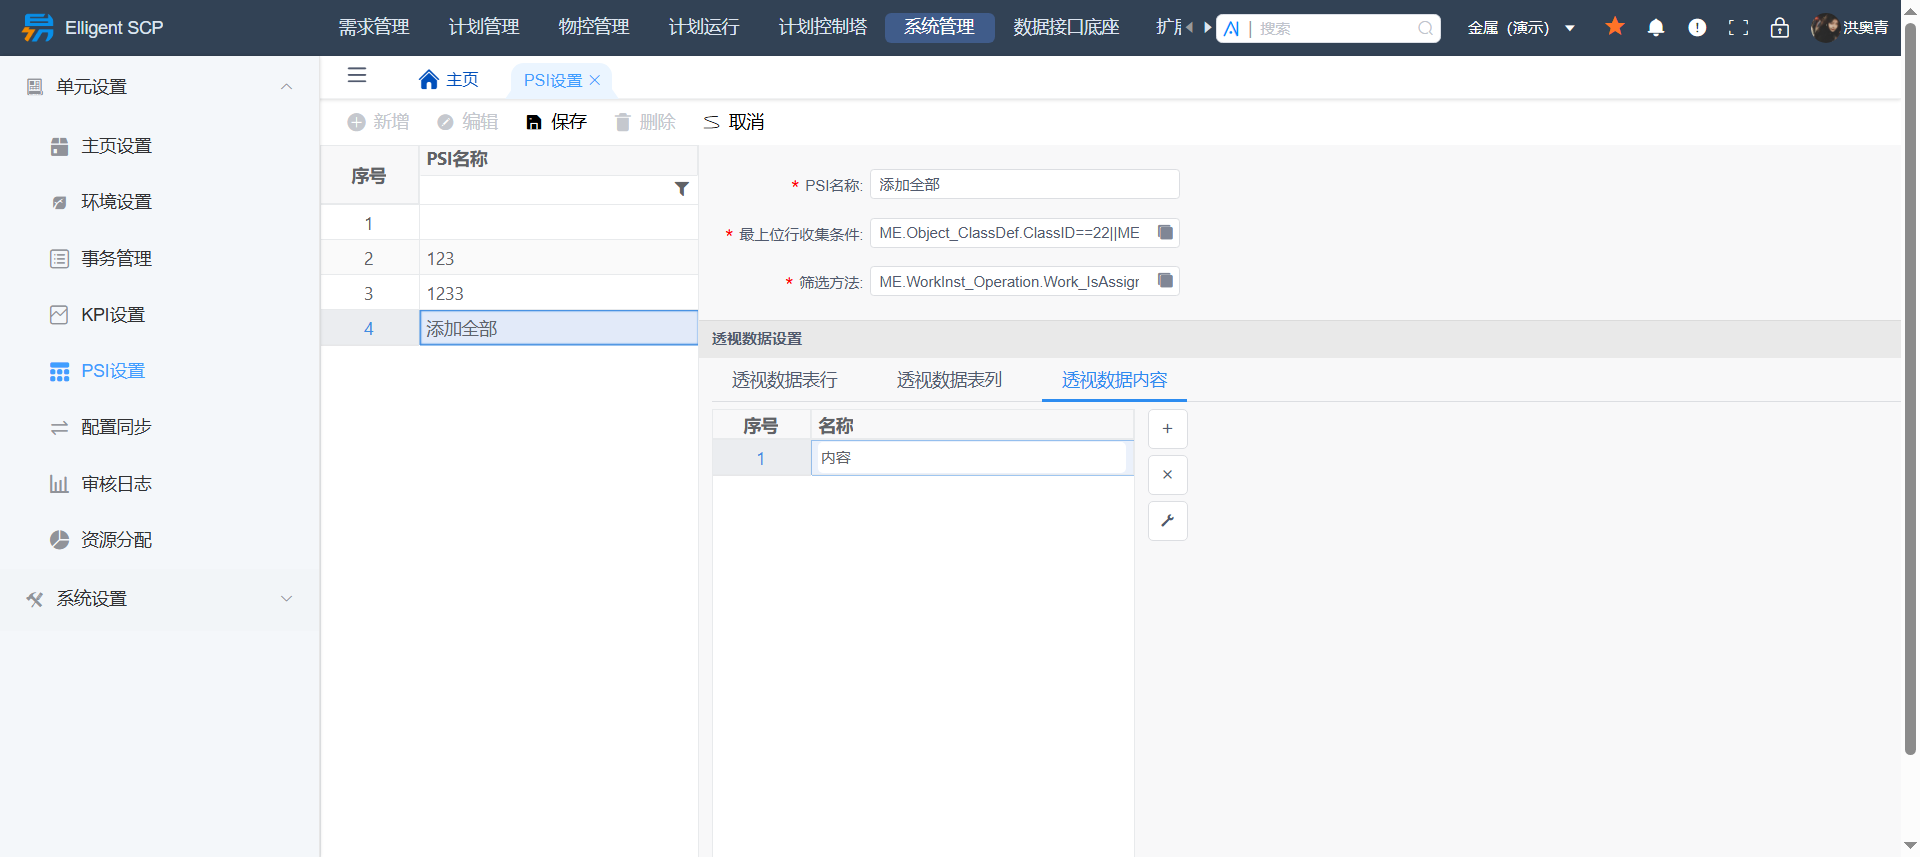 Elligent SCP
需求管理
计划管理
物控管理
计划运行
计划控制塔
系统管理
数据接口底座
AI | 搜索
金属 (演示)
洪奥青
单元设置
主页设置
环境设置
事务管理
KPI设置
PSI设置
配置同步
审核日志
资源分配
系统设置
主页
PSI设置
新增
编辑
保存
删除
取消
序号
PSI名称
1
2 123
3 1233
4 添加全部
* PSI名称: 添加全部
* 最上位行收集条件: ME.Object_ClassDef.ClassID==22||ME
* 筛选方法: ME.WorkInst_Operation.Work_IsAssigr
透视数据设置
透视数据表行
透视数据表列
透视数据内容
序号 名称
1 内容